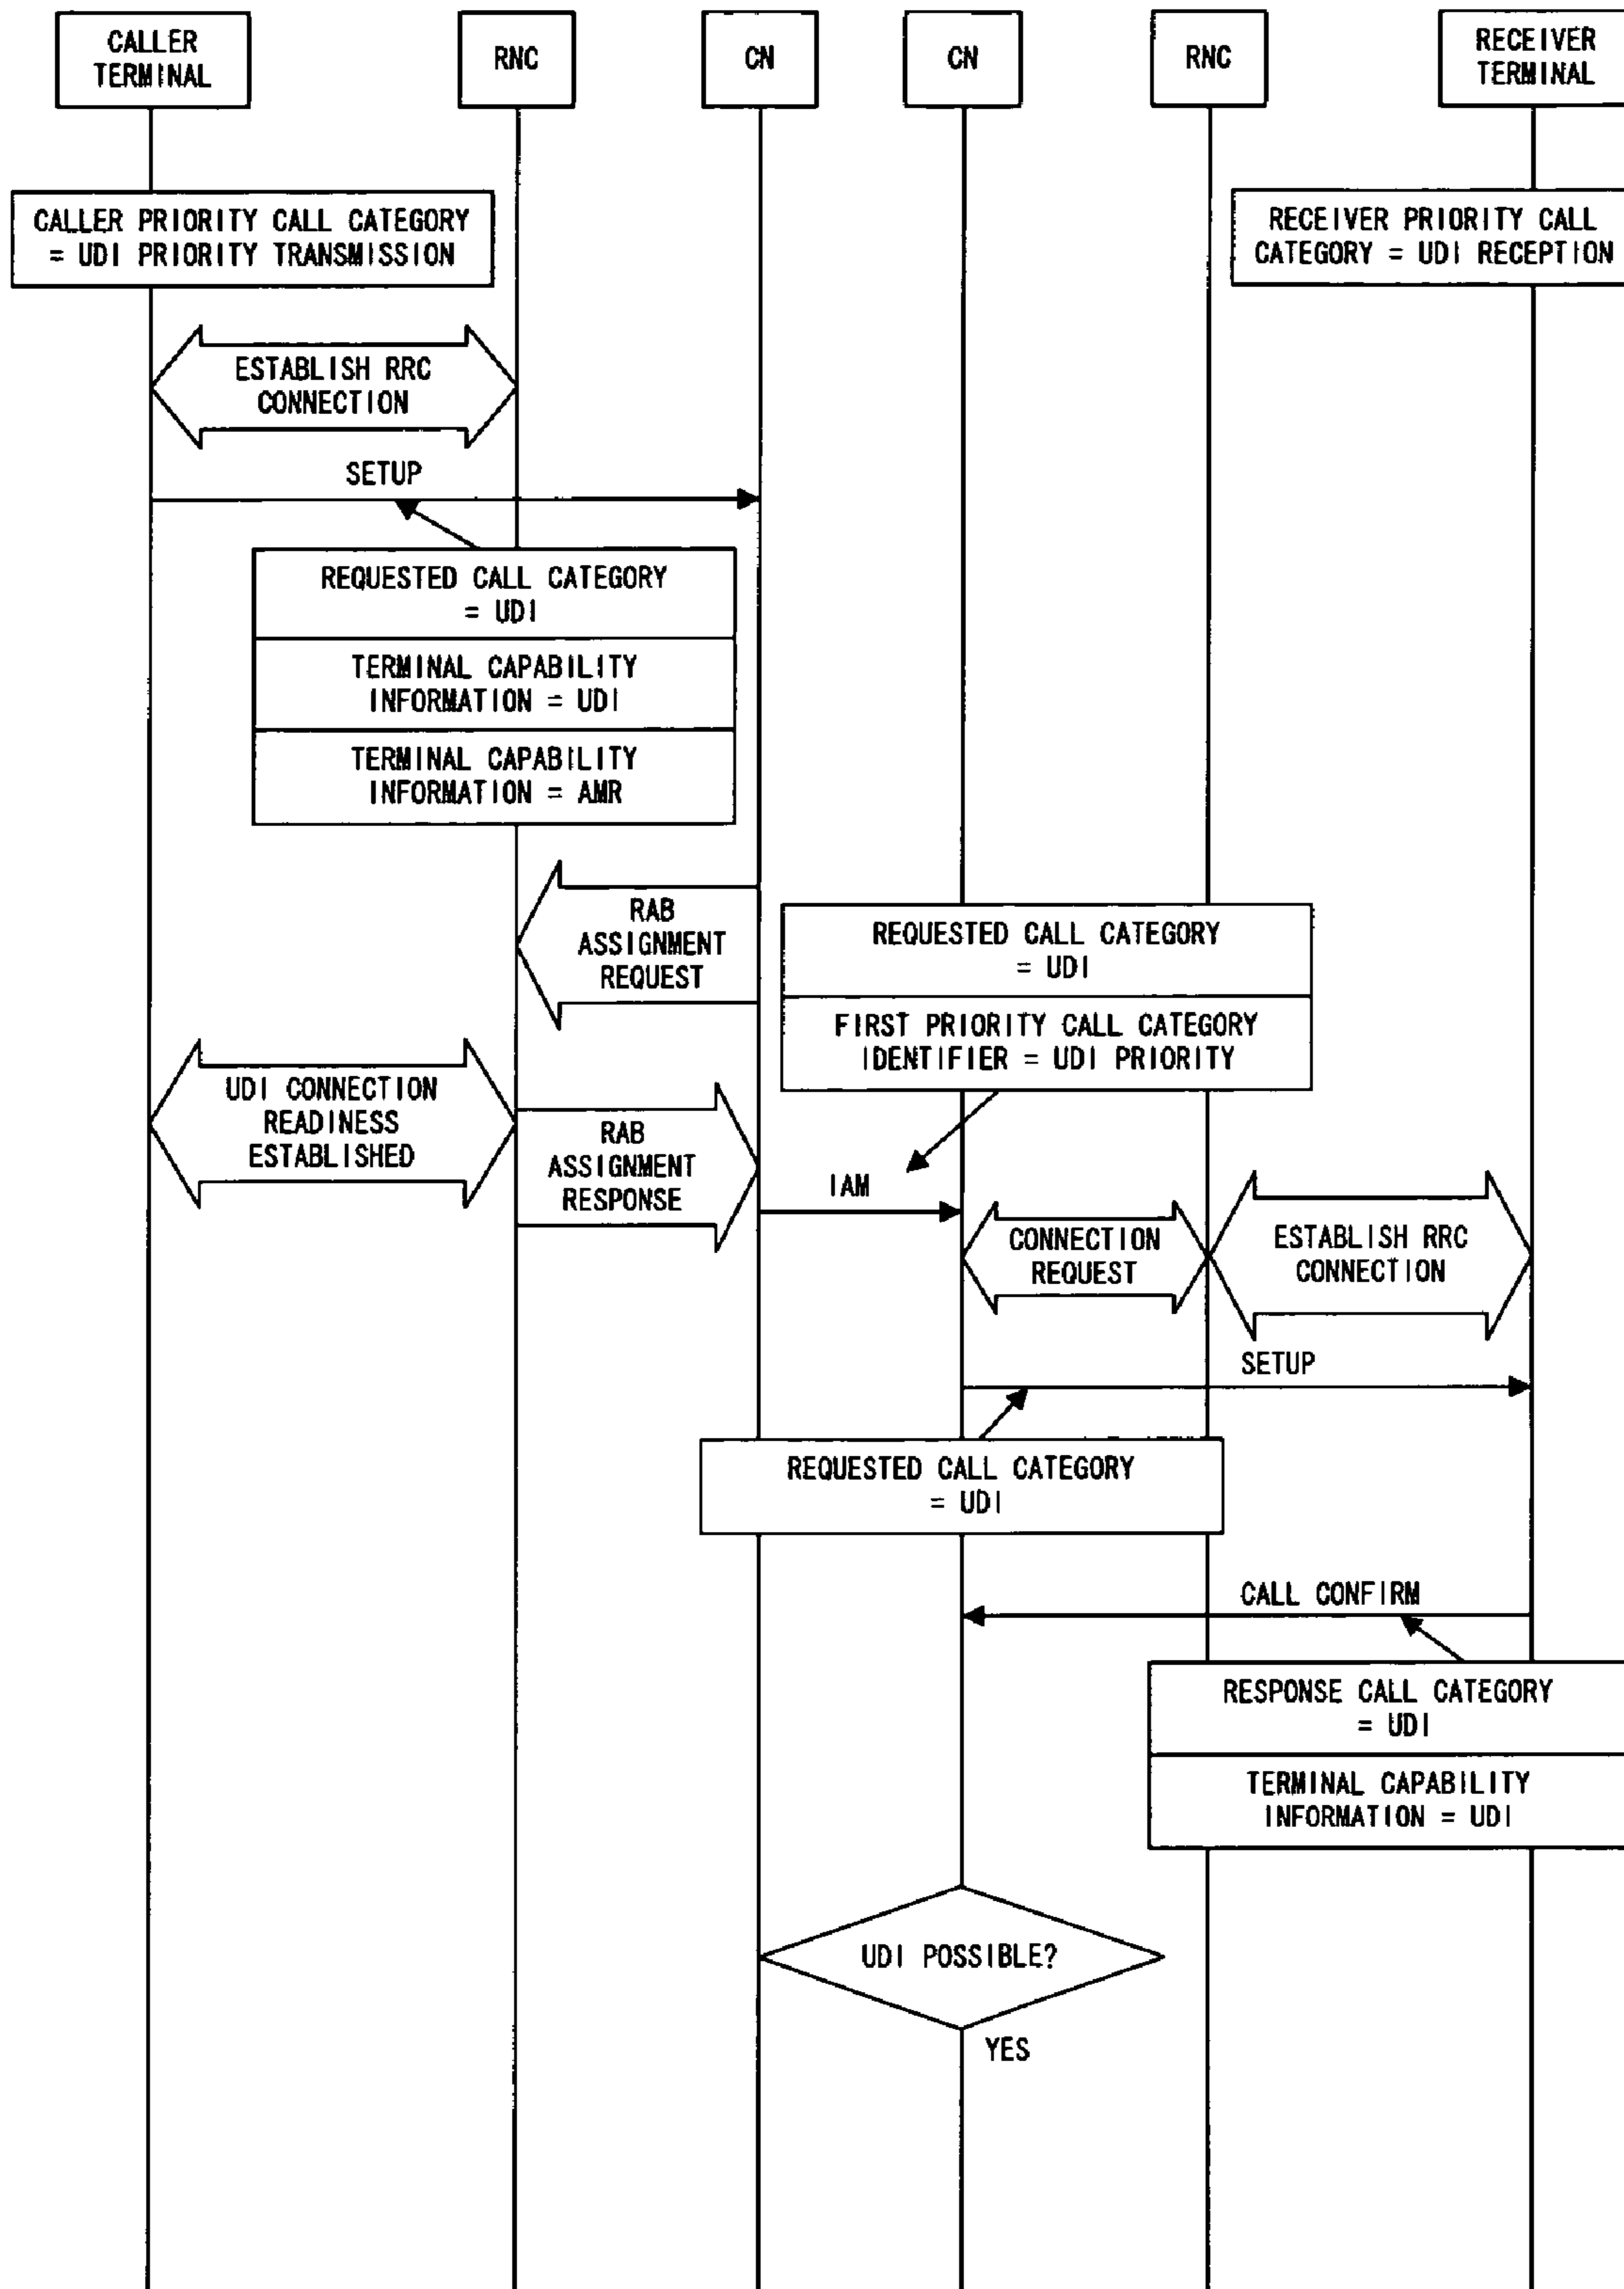 CALLER
TERMINAL
RNC
CN
CN
RNC
RECEIVER
TERMINAL
CALLER PRIORITY CALL CATEGORY
= UDI PRIORITY TRANSMISSION
RECEIVER PRIORITY CALL
CATEGORY = UDI RECEPTION
ESTABLISH RRC
CONNECTION
SETUP
REQUESTED CALL CATEGORY
= UDI
TERMINAL CAPABILITY
INFORMATION = UDI
TERMINAL CAPABILITY
INFORMATION = AMR
RAB
ASSIGNMENT
REQUEST
REQUESTED CALL CATEGORY
= UDI
FIRST PRIORITY CALL CATEGORY
IDENTIFIER = UDI PRIORITY
UDI CONNECTION
READINESS
ESTABLISHED
RAB
ASSIGNMENT
RESPONSE
IAM
CONNECTION
REQUEST
ESTABLISH RRC
CONNECTION
SETUP
REQUESTED CALL CATEGORY
= UDI
CALL CONFIRM
RESPONSE CALL CATEGORY
= UDI
TERMINAL CAPABILITY
INFORMATION = UDI
UDI POSSIBLE?
YES